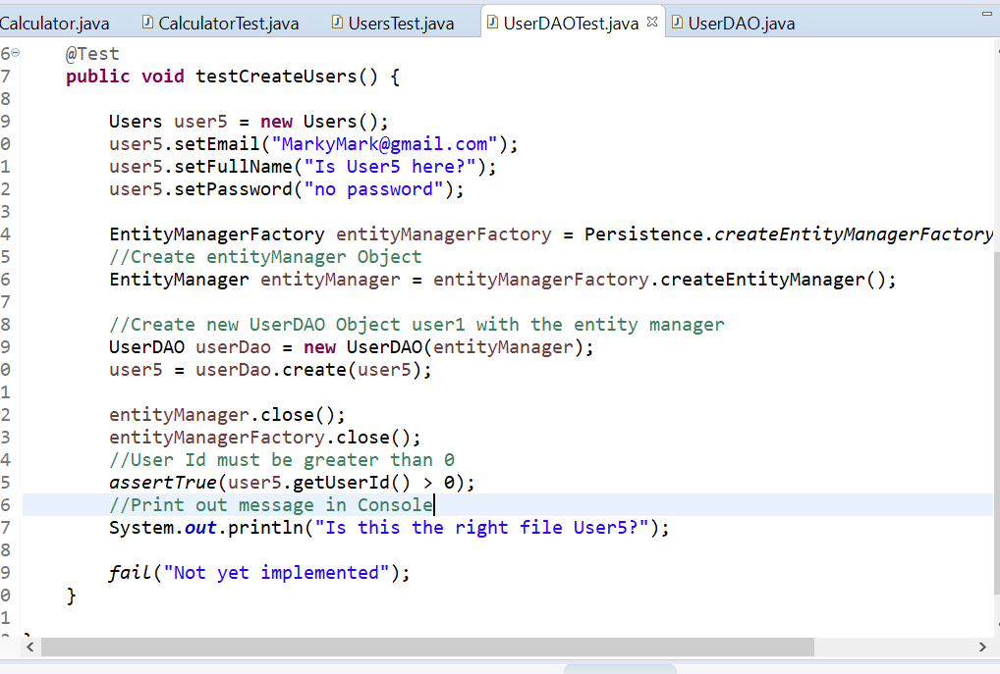 Calculator.java CalculatorTest.java UsersTest.java UserDAOTest.java UserDAO.java
6 @Test
7 public void testCreateUsers() {
8
9 Users user5 = new Users();
0 user5.setEmail("MarkyMark@gmail.com");
1 user5.setFullName("Is User5 here?");
2 user5.setPassword("no password");
3
4 EntityManagerFactory entityManagerFactory = Persistence.createEntityManagerFactory
5 //Create entityManager Object
6 EntityManager entityManager = entityManagerFactory.createEntityManager();
7
8 //Create new UserDAO Object user1 with the entity manager
9 UserDAO userDao = new UserDAO(entityManager);
0 user5 = userDao.create(user5);
1
2 entityManager.close();
3 entityManagerFactory.close();
4 //User Id must be greater than 0
5 assertTrue(user5.getUserId() > 0);
6 //Print out message in Console
7 System.out.println("Is this the right file User5?");
8
9 fail("Not yet implemented");
0 }
1